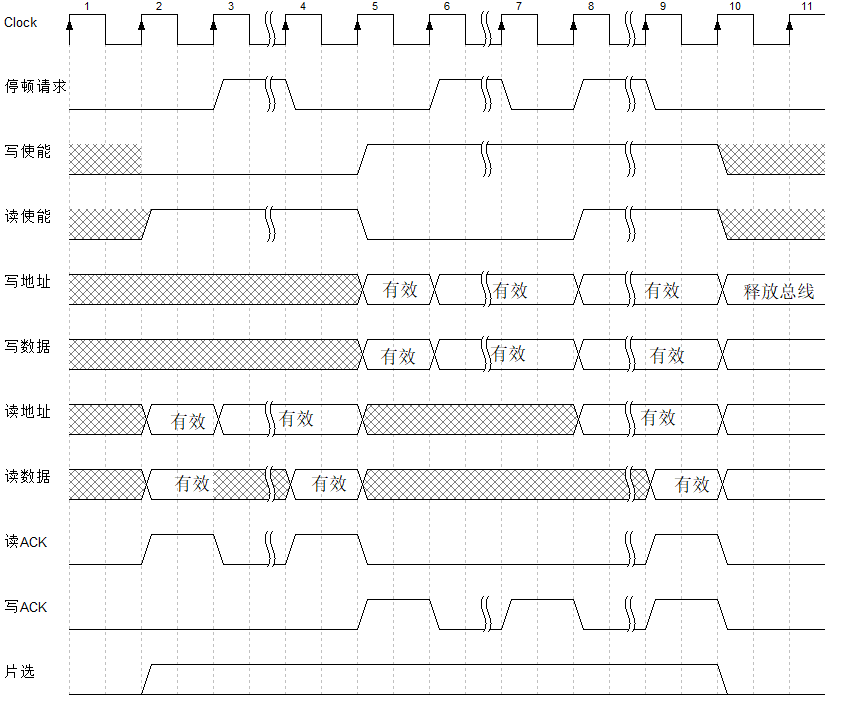 1 2 3 4 5 6 7 8 9 10 11
Clock
停顿请求
写使能
读使能
写地址 有效 有效 有效 释放总线
写数据 有效 有效 有效
读地址 有效 有效 有效
读数据 有效 有效 有效
读ACK
写ACK
片选